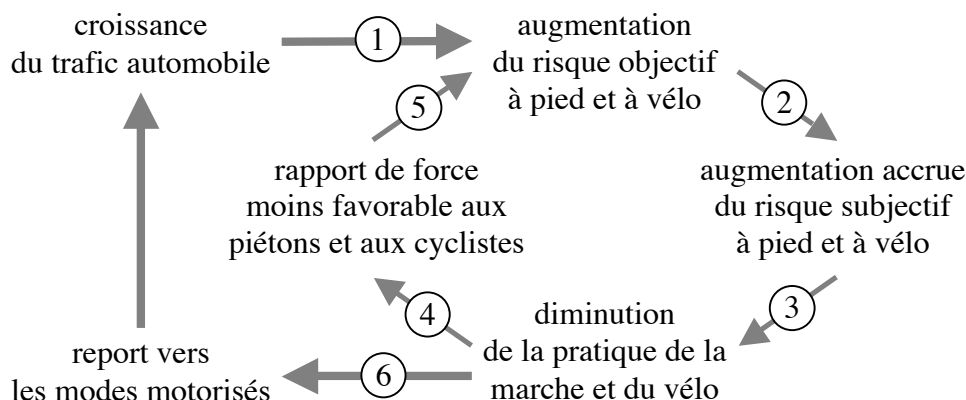 croissance
du trafic automobile
1
augmentation
du risque objectif
à pied et à vélo
5
2
rapport de force
moins favorable aux
piétons et aux cyclistes
augmentation accrue
du risque subjectif
à pied et à vélo
4
3
diminution
de la pratique de la
marche et du vélo
6
report vers
les modes motorisés